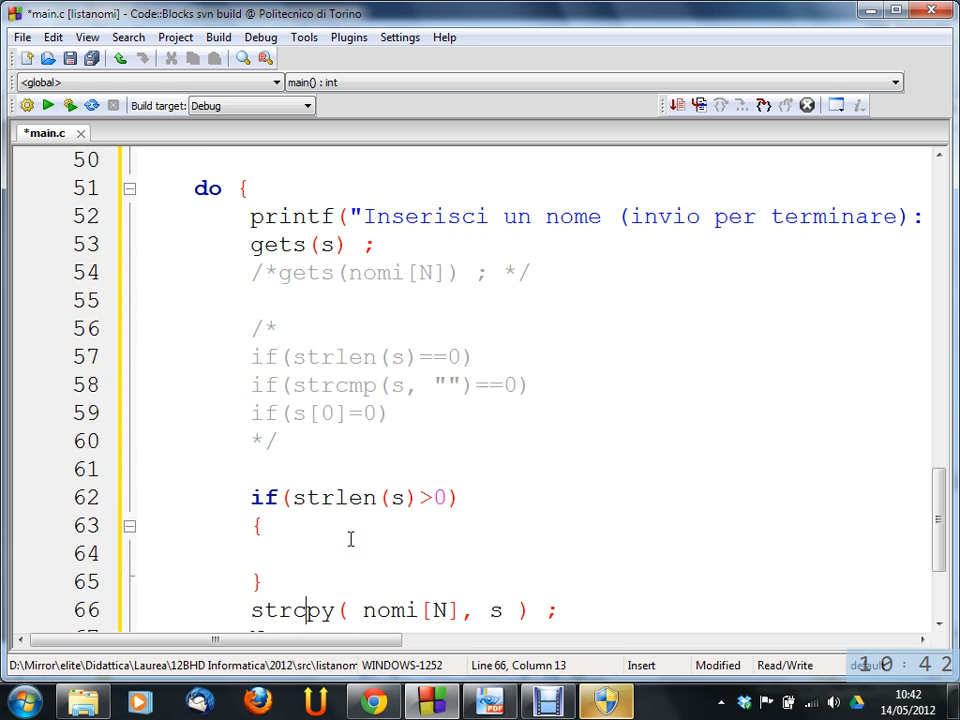 *main.c [listanomi] - Code::Blocks svn build @ Politecnico di Torino
File Edit View Search Project Build Debug Tools Plugins Settings Help
<global> main() : int
Build target: Debug
*main.c
50
51 do {
52 printf("Inserisci un nome (invio per terminare):
53 gets(s) ;
54 /*gets(nomi[N]) ; */
55
56 /*
57 if(strlen(s)==0)
58 if(strcmp(s, "")==0)
59 if(s[0]=0)
60 */
61
62 if(strlen(s)>0)
63 {
64
65 }
66 strcpy( nomi[N], s ) ;
D:\Mirror\elite\Didattica\Laurea\12BHD Informatica\2012\src\listanom WINDOWS-1252 Line 66, Column 13 Insert Modified Read/Write default
10:42
PDF
10:42
14/05/2012